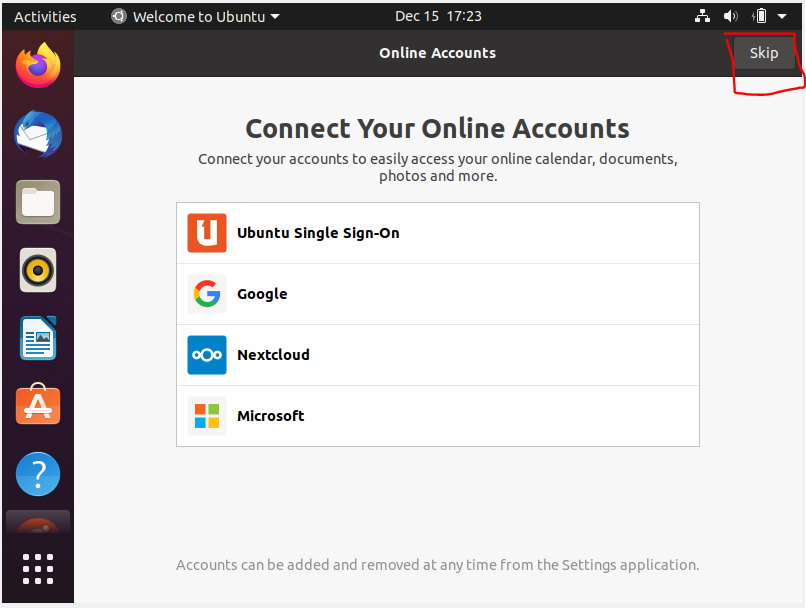 Activities Welcome to Ubuntu Dec 15 17:23
Online Accounts Skip
Connect Your Online Accounts
Connect your accounts to easily access your online calendar, documents,
photos and more.
Ubuntu Single Sign-On
Google
Nextcloud
Microsoft
Accounts can be added and removed at any time from the Settings application.